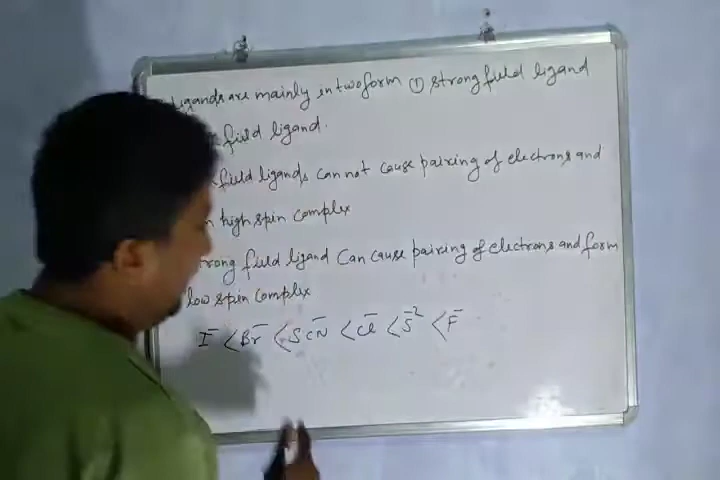 Ligands are mainly in two form ① strong field ligand
field ligand.
field ligands can not cause pairing of electrons and
high spin complex
strong field ligand Can cause pairing of electrons and form
low spin complex
I⁻ < Br⁻ < SCN⁻ < Cl⁻ < S⁻² < F⁻